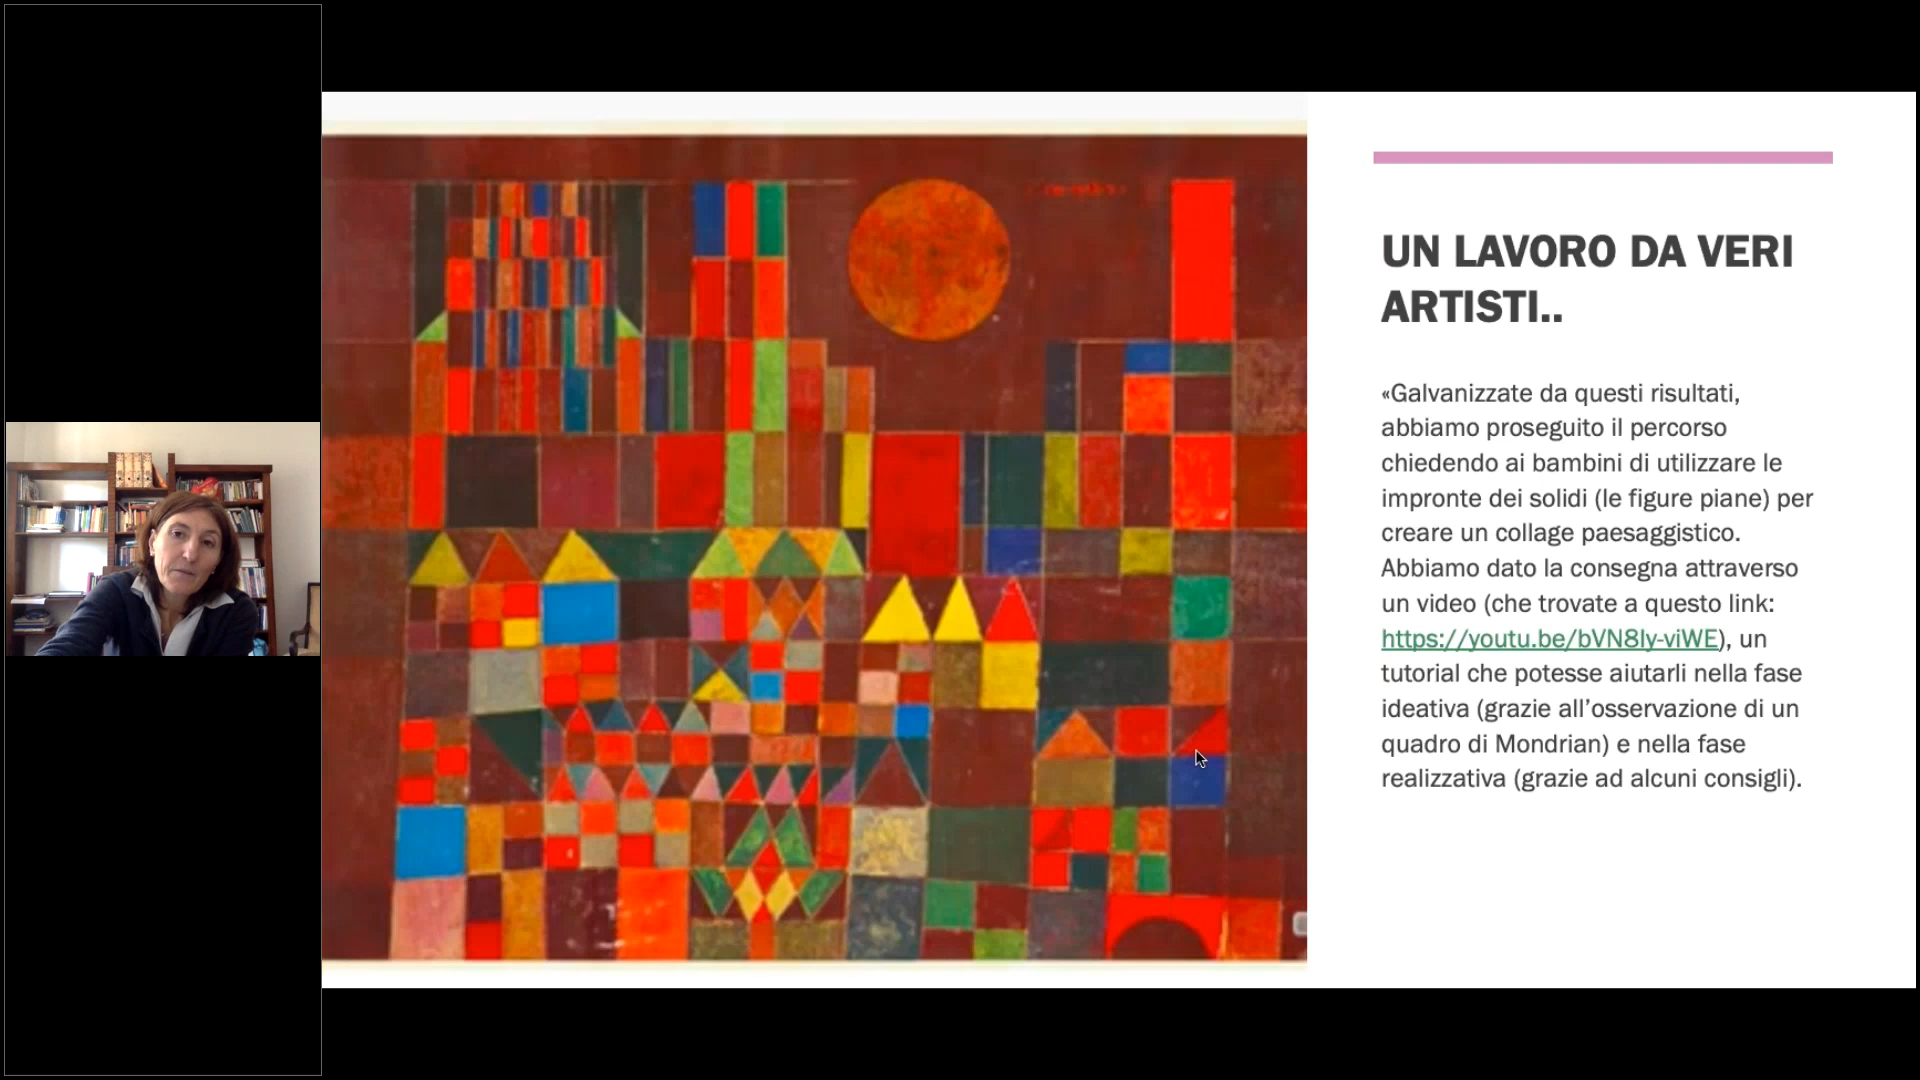 UN LAVORO DA VERI
ARTISTI..
«Galvanizzate da questi risultati,
abbiamo proseguito il percorso
chiedendo ai bambini di utilizzare le
impronte dei solidi (le figure piane) per
creare un collage paesaggistico.
Abbiamo dato la consegna attraverso
un video (che trovate a questo link:
https://youtu.be/bVN8ly-viWE), un
tutorial che potesse aiutarli nella fase
ideativa (grazie all’osservazione di un
quadro di Mondrian) e nella fase
realizzativa (grazie ad alcuni consigli).